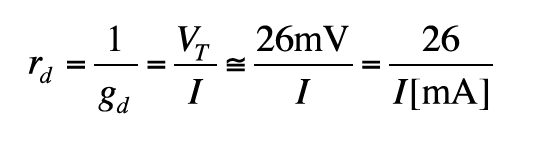 r_d = 1/g_d = V_T/I ≅ 26mV/I = 26/I[mA]